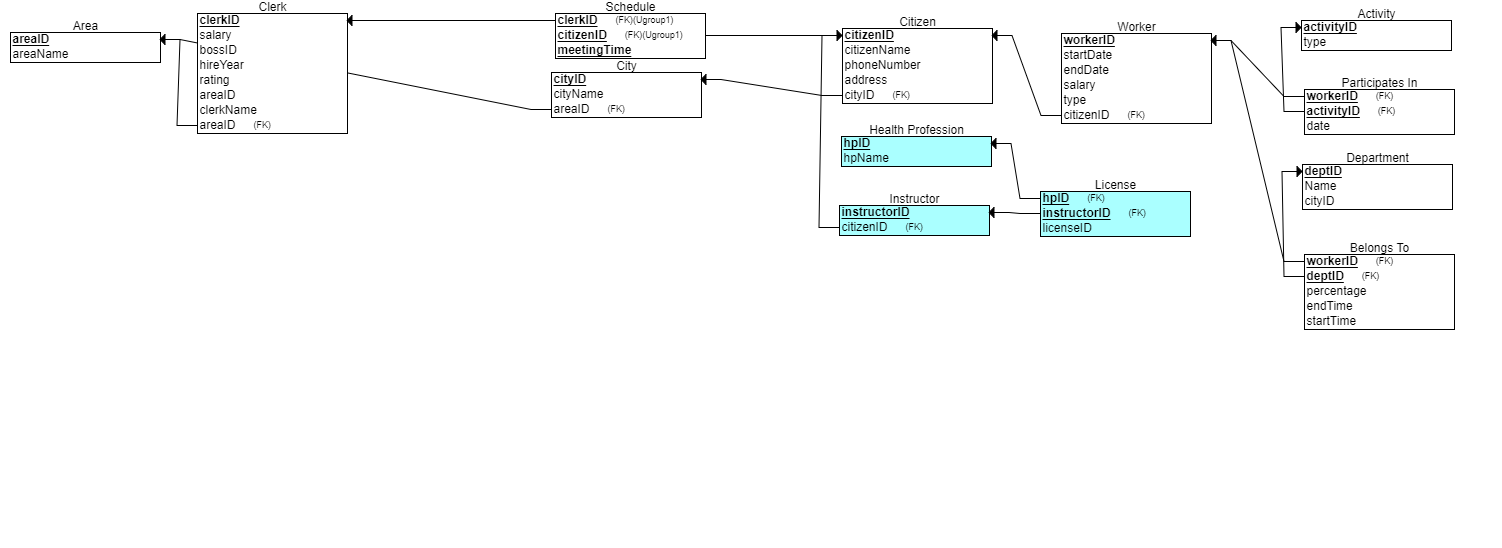 Area
areaID
areaName
Clerk
clerkID
salary
bossID
hireYear
rating
areaID
clerkName
areaID (FK)
Schedule
clerkID (FK)(Ugroup1)
citizenID (FK)(Ugroup1)
meetingTime
City
cityID
cityName
areaID (FK)
Citizen
citizenID
citizenName
phoneNumber
address
cityID (FK)
Health Profession
hpID
hpName
Instructor
instructorID
citizenID (FK)
License
hpID (FK)
instructorID (FK)
licenseID
Worker
workerID
startDate
endDate
salary
type
citizenID (FK)
Activity
activityID
type
Participates In
workerID (FK)
activityID (FK)
date
Department
deptID
Name
cityID
Belongs To
workerID (FK)
deptID (FK)
percentage
endTime
startTime